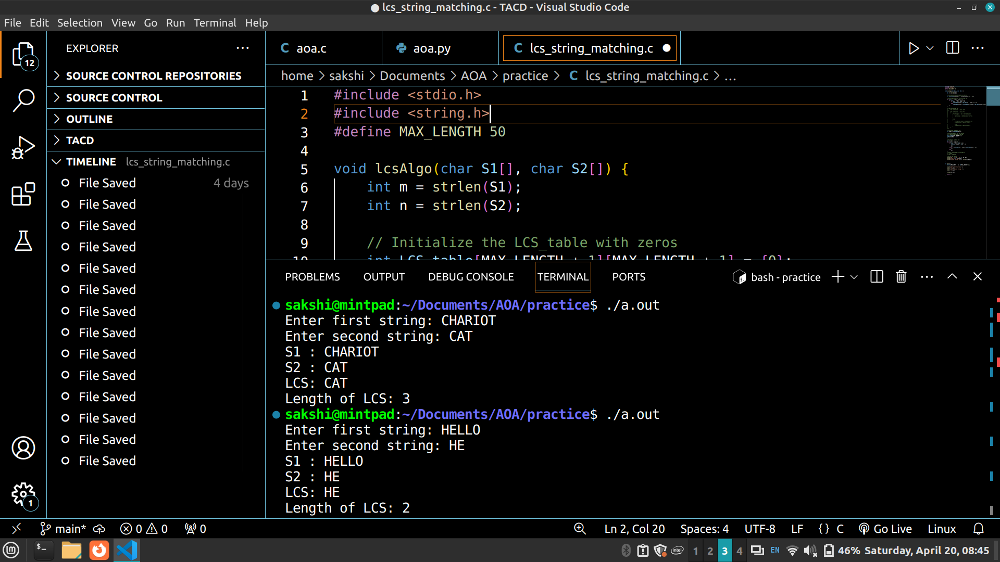 lcs_string_matching.c - TACD - Visual Studio Code
File Edit Selection View Go Run Terminal Help
12
EXPLORER
SOURCE CONTROL REPOSITORIES
SOURCE CONTROL
OUTLINE
TACD
TIMELINE lcs_string_matching.c
File Saved 4 days
File Saved
File Saved
File Saved
File Saved
File Saved
File Saved
File Saved
File Saved
File Saved
File Saved
File Saved
File Saved
File Saved
1
C aoa.c
aoa.py
C lcs_string_matching.c
home > sakshi > Documents > AOA > practice > C lcs_string_matching.c > ...
1 #include <stdio.h>
2 #include <string.h>
3 #define MAX_LENGTH 50
4
5 void lcsAlgo(char S1[], char S2[]) {
6 int m = strlen(S1);
7 int n = strlen(S2);
8
9 // Initialize the LCS_table with zeros
10 int LCS_table[MAX_LENGTH + 1][MAX_LENGTH + 1] = {0};
PROBLEMS OUTPUT DEBUG CONSOLE TERMINAL PORTS
bash - practice
sakshi@mintpad:~/Documents/AOA/practice$ ./a.out
Enter first string: CHARIOT
Enter second string: CAT
S1 : CHARIOT
S2 : CAT
LCS: CAT
Length of LCS: 3
sakshi@mintpad:~/Documents/AOA/practice$ ./a.out
Enter first string: HELLO
Enter second string: HE
S1 : HELLO
S2 : HE
LCS: HE
Length of LCS: 2
main* 0 0 0
Ln 2, Col 20 Spaces: 4 UTF-8 LF {} C Go Live Linux
lm $_ intel 1 2 3 4 EN 46% Saturday, April 20, 08:45